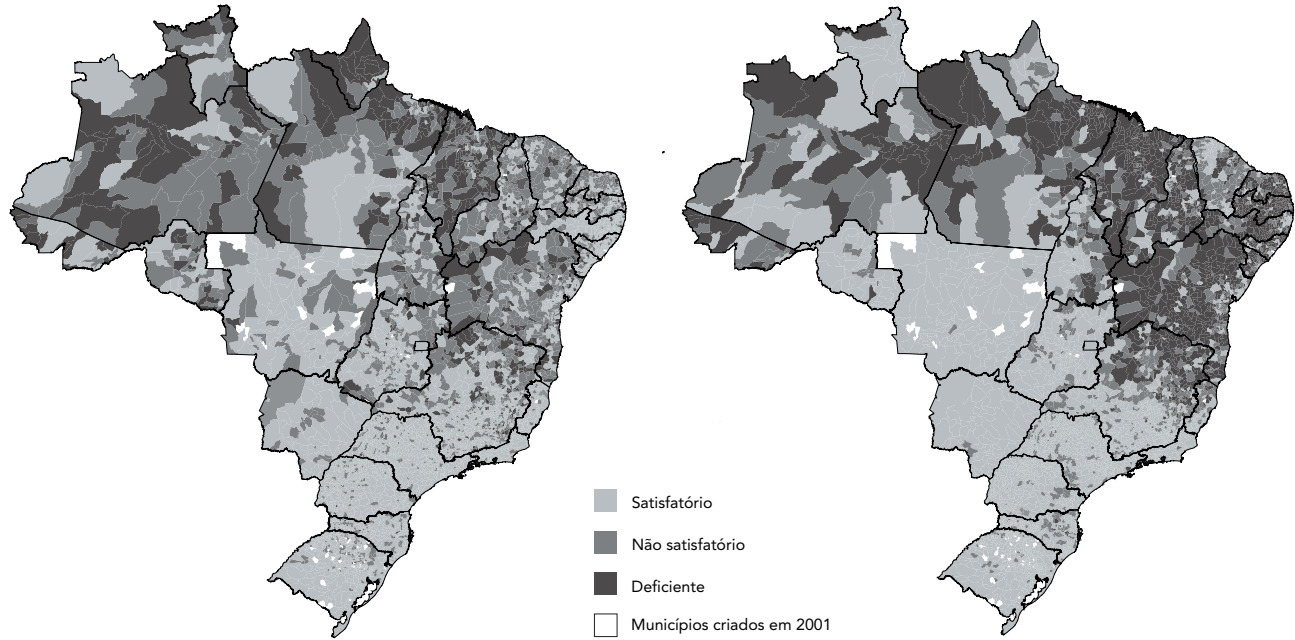 Satisfatório
Não satisfatório
Deficiente
Municípios criados em 2001